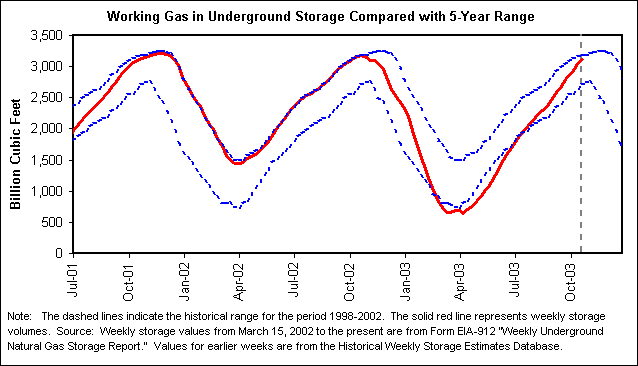 Working Gas in Underground Storage Compared with 5-Year Range
Billion Cubic Feet
3,500
3,000
2,500
2,000
1,500
1,000
500
0
Jul-01
Oct-01
Jan-02
Apr-02
Jul-02
Oct-02
Jan-03
Apr-03
Jul-03
Oct-03
Note: The dashed lines indicate the historical range for the period 1998-2002. The solid red line represents weekly storage
volumes. Source: Weekly storage values from March 15, 2002 to the present are from Form EIA-912 "Weekly Underground
Natural Gas Storage Report." Values for earlier weeks are from the Historical Weekly Storage Estimates Database.